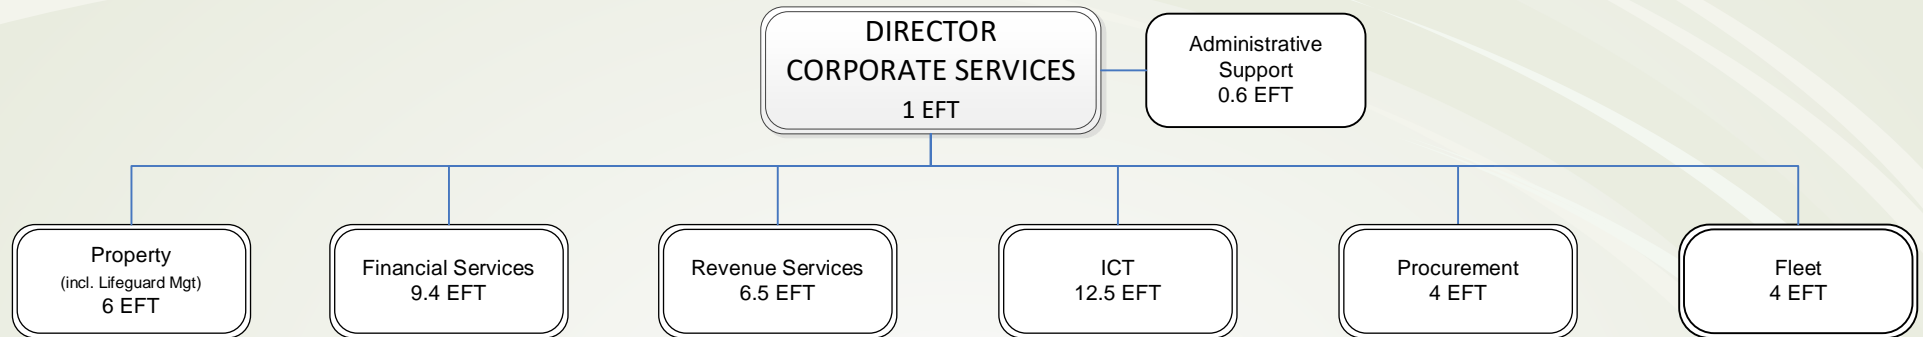 DIRECTOR
CORPORATE SERVICES
1 EFT
Administrative
Support
0.6 EFT
Property
(incl. Lifeguard Mgt)
6 EFT
Financial Services
9.4 EFT
Revenue Services
6.5 EFT
ICT
12.5 EFT
Procurement
4 EFT
Fleet
4 EFT